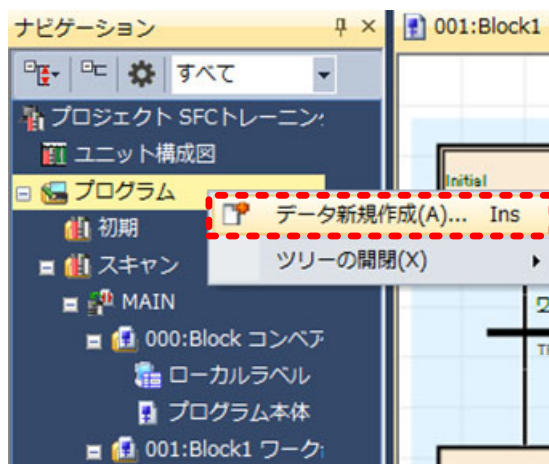 ナビゲーション
001:Block1
すべて
プロジェクト SFCトレーニン
ユニット構成図
Initial
プログラム
データ新規作成(A)... Ins
初期
ツリーの開閉(X)
スキャン
MAIN
000:Block コンベア
ローカルラベル
プログラム本体
001:Block1 ワーク